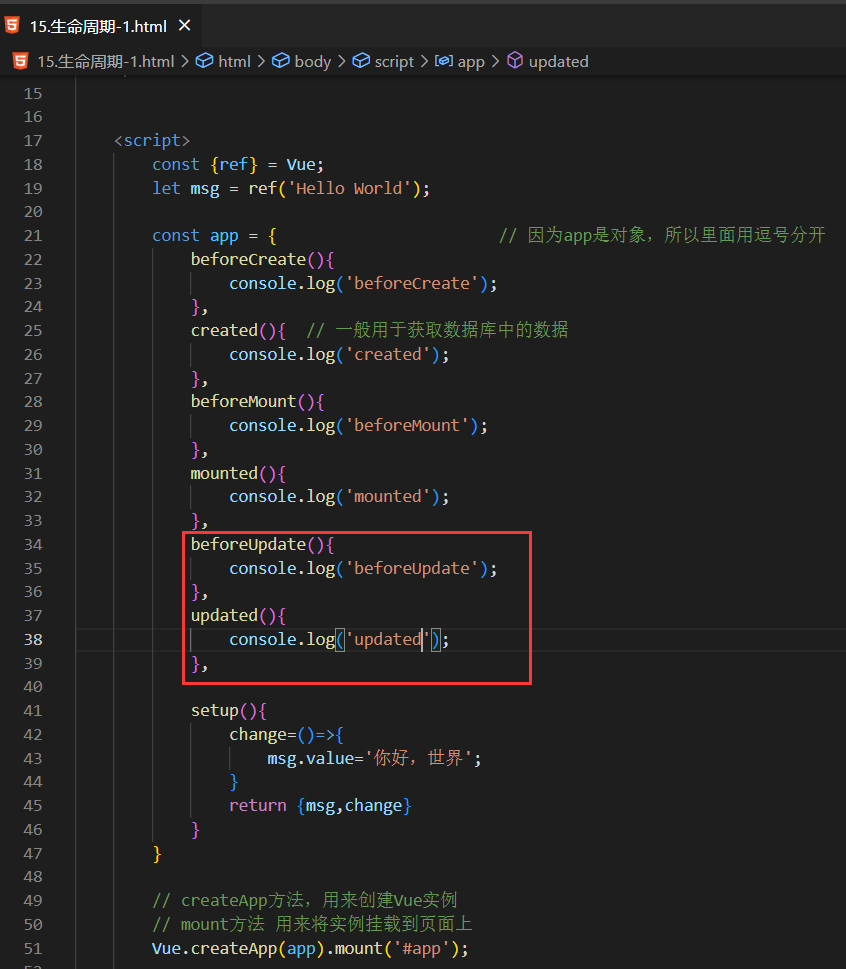 15.生命周期-1.html ×
15.生命周期-1.html > html > body > script > app > updated
15
16
17 <script>
18 const {ref} = Vue;
19 let msg = ref('Hello World');
20
21 const app = { // 因为app是对象，所以里面用逗号分开
22 beforeCreate(){
23 console.log('beforeCreate');
24 },
25 created(){ // 一般用于获取数据库中的数据
26 console.log('created');
27 },
28 beforeMount(){
29 console.log('beforeMount');
30 },
31 mounted(){
32 console.log('mounted');
33 },
34 beforeUpdate(){
35 console.log('beforeUpdate');
36 },
37 updated(){
38 console.log('updated');
39 },
40
41 setup(){
42 change=()=>{
43 msg.value='你好，世界';
44 }
45 return {msg,change}
46 }
47 }
48
49 // createApp方法，用来创建Vue实例
50 // mount方法 用来将实例挂载到页面上
51 Vue.createApp(app).mount('#app');